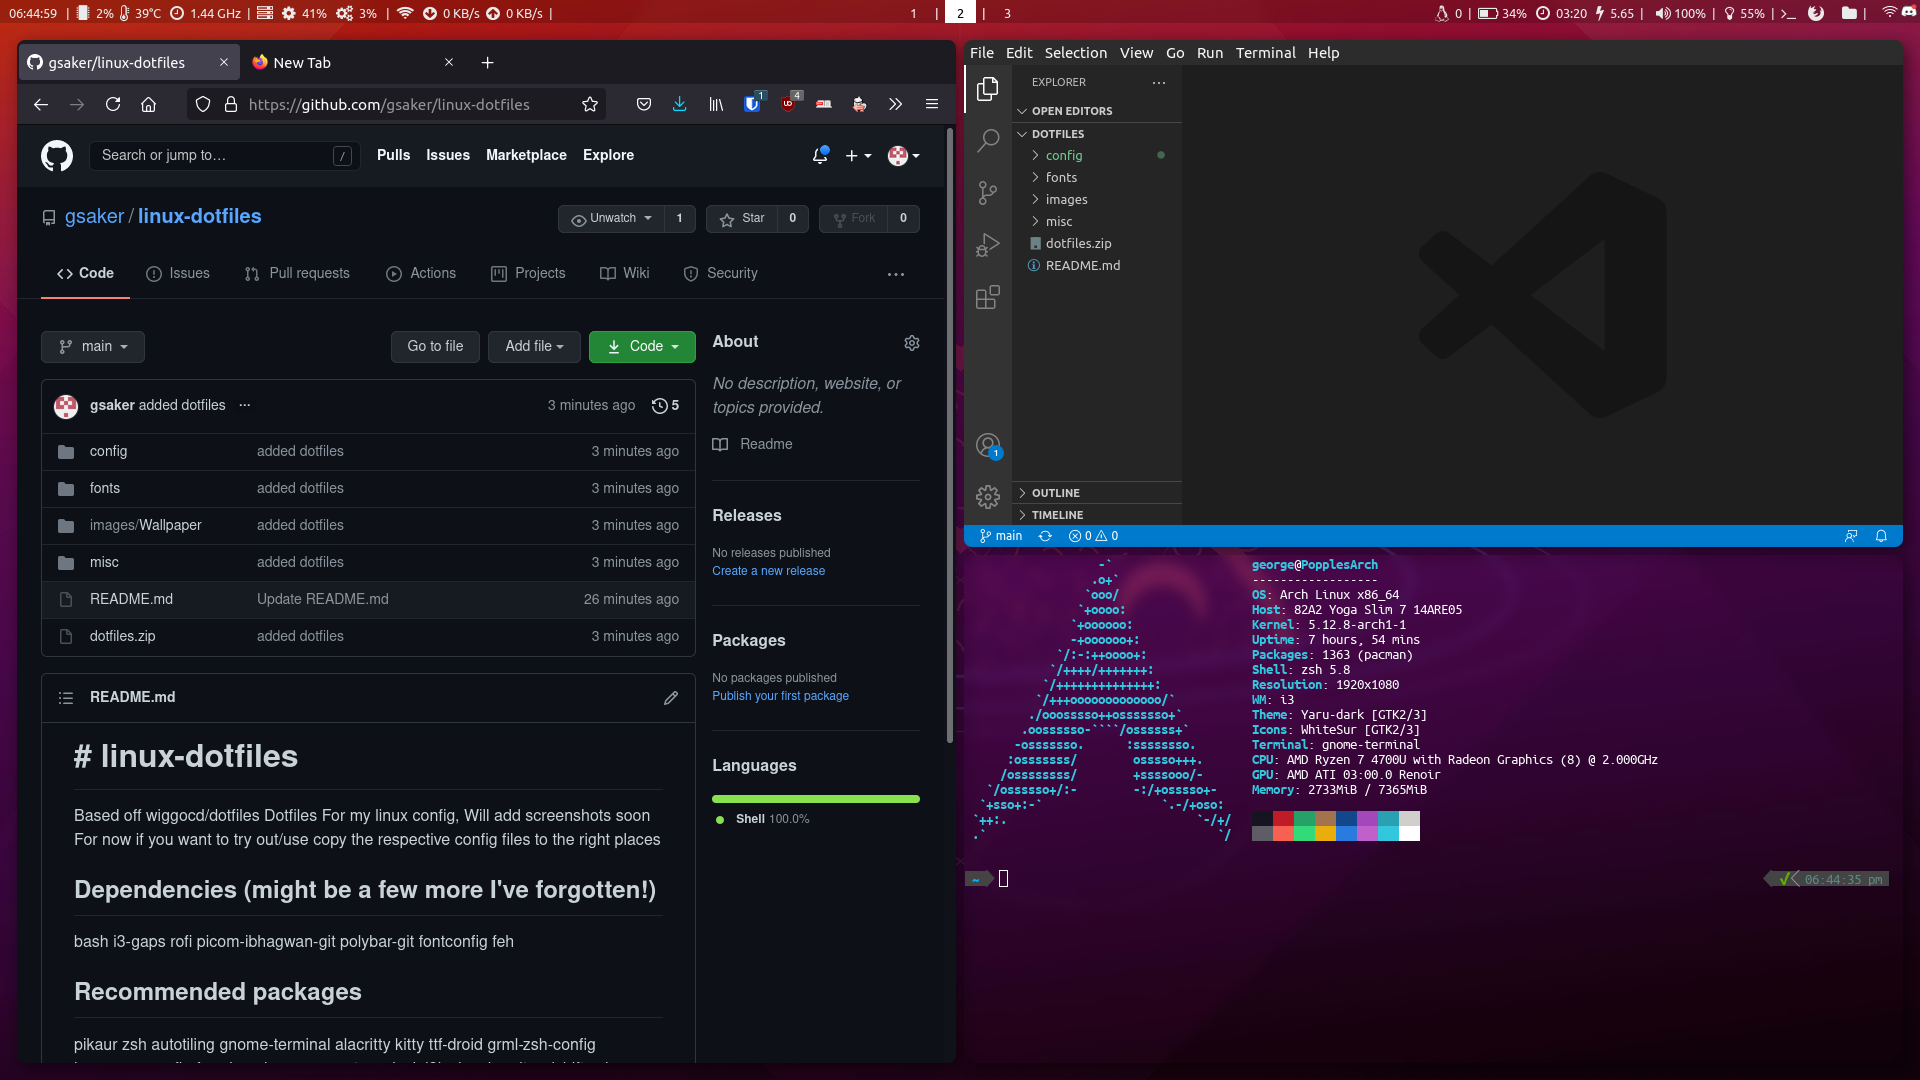 06:44:59 | 2% 39°C 1.44 GHz | 41% 3% | 0 KB/s 0 KB/s |
1 | 2 | 3
0 | 34% 03:20 5.65 | 100% | 55% |
gsaker/linux-dotfiles
New Tab
https://github.com/gsaker/linux-dotfiles
1
4
Search or jump to…
/
Pulls Issues Marketplace Explore
gsaker / linux-dotfiles
Unwatch 1
Star 0
Fork 0
Code Issues Pull requests Actions Projects Wiki Security
main
Go to file
Add file
Code
gsaker added dotfiles 3 minutes ago 5
config added dotfiles 3 minutes ago
fonts added dotfiles 3 minutes ago
images/Wallpaper added dotfiles 3 minutes ago
misc added dotfiles 3 minutes ago
README.md Update README.md 26 minutes ago
dotfiles.zip added dotfiles 3 minutes ago
README.md
# linux-dotfiles
Based off wiggocd/dotfiles Dotfiles For my linux config, Will add screenshots soon
For now if you want to try out/use copy the respective config files to the right places
Dependencies (might be a few more I've forgotten!)
bash i3-gaps rofi picom-ibhagwan-git polybar-git fontconfig feh
Recommended packages
pikaur zsh autotiling gnome-terminal alacritty kitty ttf-droid grml-zsh-config
About
No description, website, or
topics provided.
Readme
Releases
No releases published
Create a new release
Packages
No packages published
Publish your first package
Languages
Shell 100.0%
File Edit Selection View Go Run Terminal Help
EXPLORER
OPEN EDITORS
DOTFILES
config
fonts
images
misc
dotfiles.zip
README.md
1
OUTLINE
TIMELINE
main 0 0
george@PopplesArch
------------------
OS: Arch Linux x86_64
Host: 82A2 Yoga Slim 7 14ARE05
Kernel: 5.12.8-arch1-1
Uptime: 7 hours, 54 mins
Packages: 1363 (pacman)
Shell: zsh 5.8
Resolution: 1920x1080
WM: i3
Theme: Yaru-dark [GTK2/3]
Icons: WhiteSur [GTK2/3]
Terminal: gnome-terminal
CPU: AMD Ryzen 7 4700U with Radeon Graphics (8) @ 2.000GHz
GPU: AMD ATI 03:00.0 Renoir
Memory: 2733MiB / 7365MiB
~
06:44:35 pm